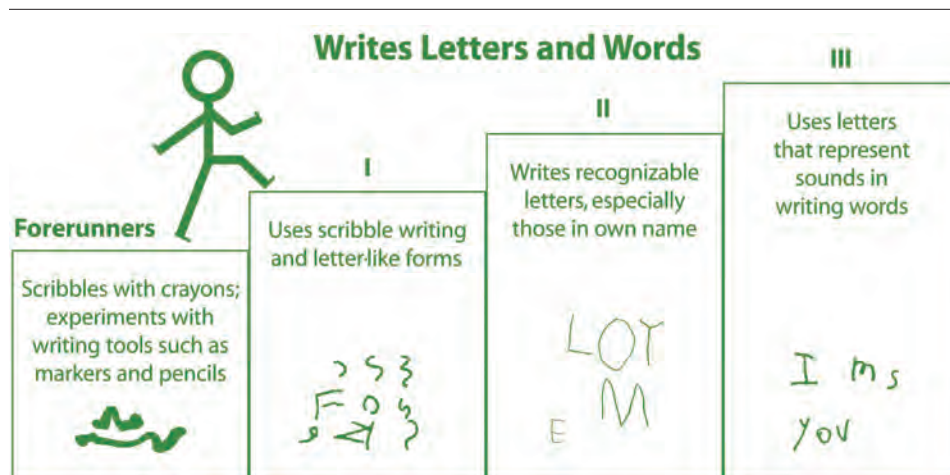 Writes Letters and Words
Forerunners
Scribbles with crayons;
experiments with
writing tools such as
markers and pencils
I
Uses scribble writing
and letter-like forms
F
II
Writes recognizable
letters, especially
those in own name
LOY
M
E
III
Uses letters
that represent
sounds in
writing words
I ms
you